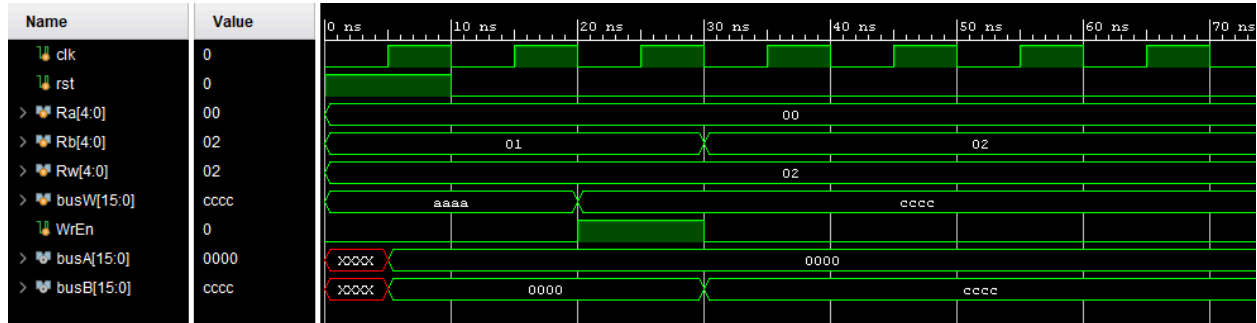 Name Value 0 ns 10 ns 20 ns 30 ns 40 ns 50 ns 60 ns 70 ns
clk 0
rst 0
Ra[4:0] 00 00
Rb[4:0] 02 01 02
Rw[4:0] 02 02
busW[15:0] cccc aaaa cccc
WrEn 0
busA[15:0] 0000 XXXX 0000
busB[15:0] cccc XXXX 0000 cccc